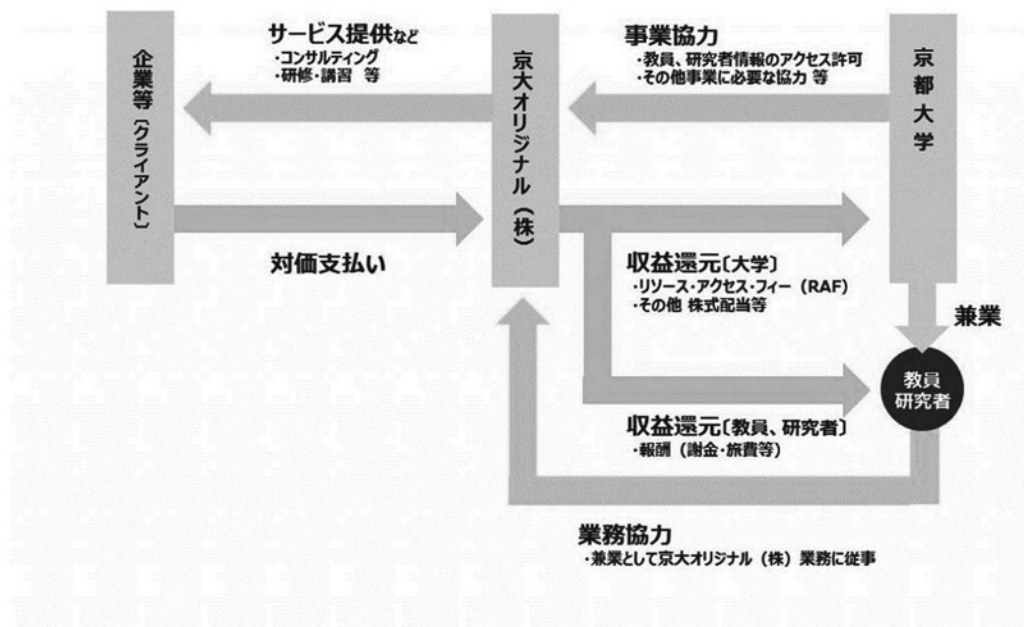 企業等〔クライアント〕
サービス提供など
・コンサルティング
・研修・講習 等
対価支払い
京大オリジナル（株）
事業協力
・教員、研究者情報のアクセス許可
・その他事業に必要な協力 等
京都大学
収益還元〔大学〕
・リソース・アクセス・フィー（RAF）
・その他 株式配当等
兼業
教員
研究者
収益還元〔教員、研究者〕
・報酬（謝金・旅費等）
業務協力
・兼業として京大オリジナル（株）業務に従事